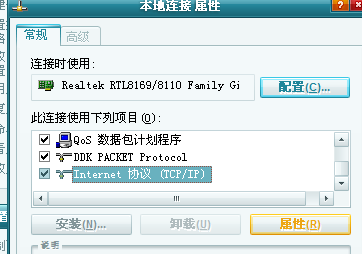 本地连接 属性
常规 高级
连接时使用:
Realtek RTL8169/8110 Family Gi
配置(C)...
此连接使用下列项目(O):
QoS 数据包计划程序
DDK PACKET Protocol
Internet 协议 (TCP/IP)
安装(N)... 卸载(U) 属性(R)
说明